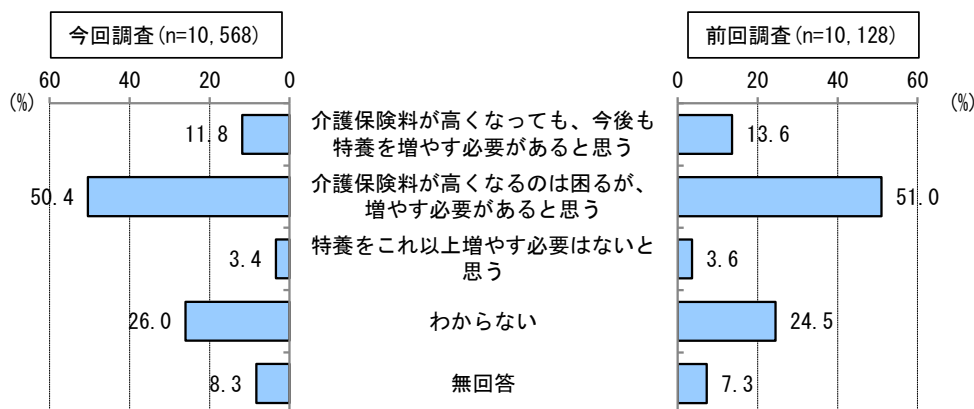 今回調査(n=10,568)
前回調査(n=10,128)
60 40 20 0
0 20 40 60
(%)
(%)
介護保険料が高くなっても、今後も
特養を増やす必要があると思う
11.8
13.6
介護保険料が高くなるのは困るが、
増やす必要があると思う
50.4
51.0
特養をこれ以上増やす必要はないと
思う
3.4
3.6
わからない
26.0
24.5
無回答
8.3
7.3